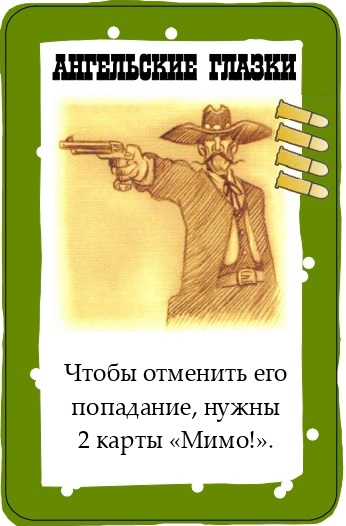 АНГЕЛЬСКИЕ ГЛАЗКИ
Чтобы отменить его
попадание, нужны
2 карты «Мимо!».